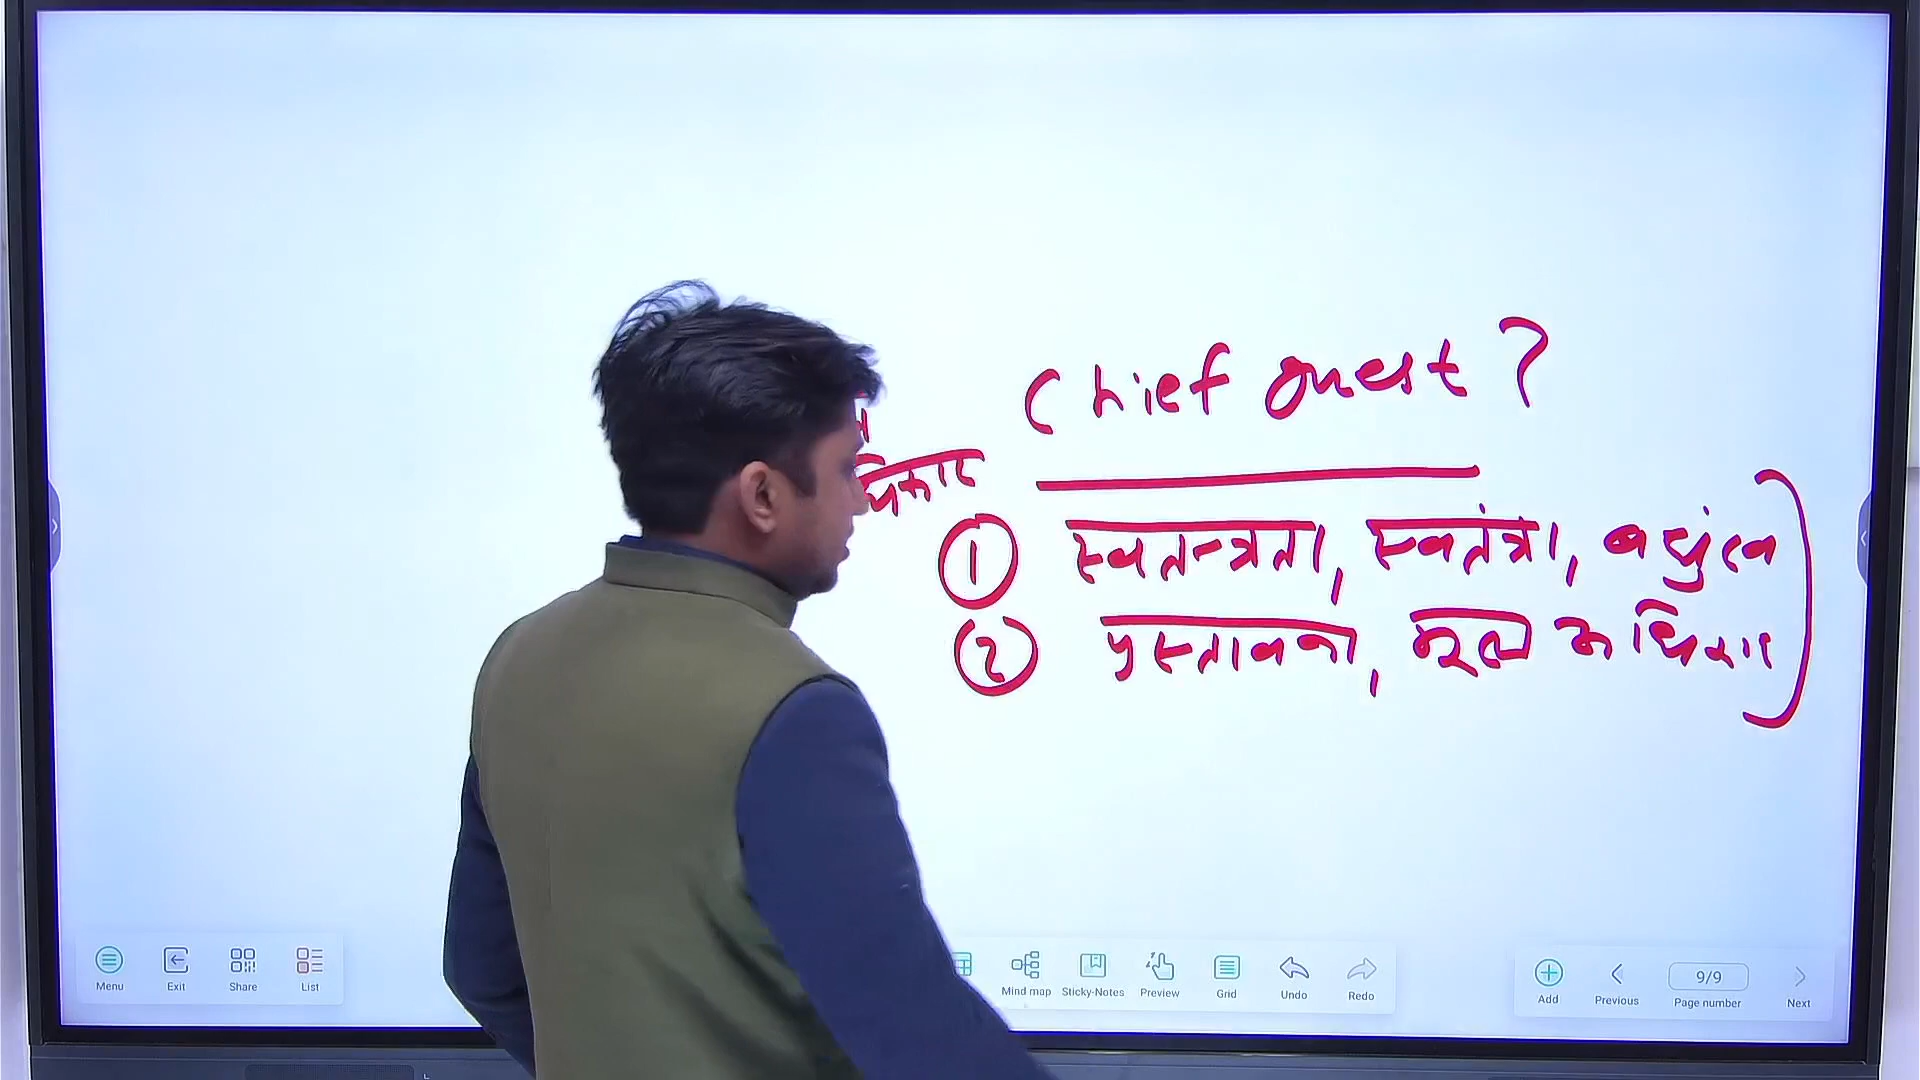 Chief Guest ?
① स्वतन्त्रता, स्वतंत्रा, बन्धुत्व
② प्रस्तावना, मूल अधिकार
Menu Exit Share List
Mind map Sticky-Notes Preview Grid Undo Redo
Add Previous 9/9 Page number Next